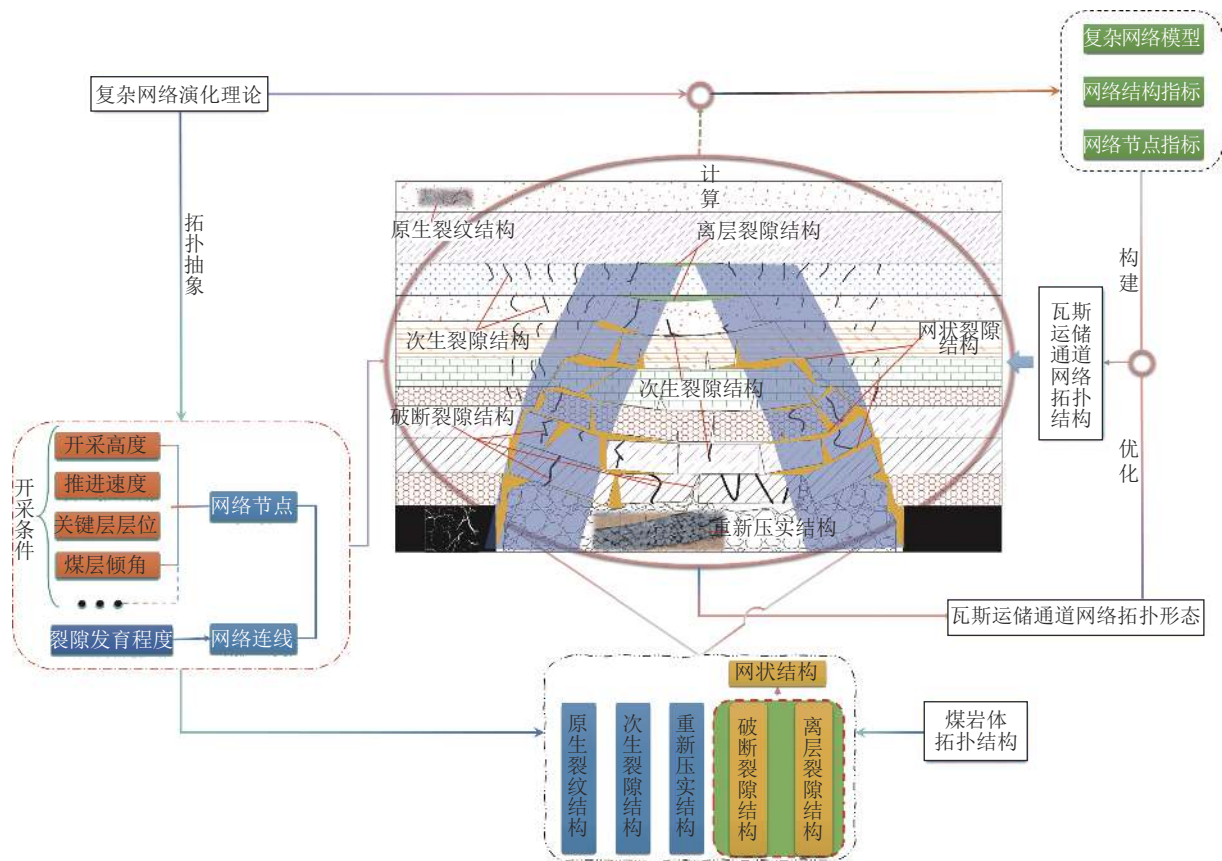 复杂网络模型
复杂网络演化理论
网络结构指标
网络节点指标
计算
原生裂纹结构
离层裂隙结构
拓扑抽象
构建
瓦斯运储通道网络拓扑结构
次生裂隙结构
网状裂隙
结构
次生裂隙结构
破断裂隙结构
优化
开采高度
推进速度
网络节点
开采条件
关键层层位
重新压实结构
煤层倾角
瓦斯运储通道网络拓扑形态
裂隙发育程度
网络连线
网状结构
原生裂纹结构
次生裂隙结构
重新压实结构
破断裂隙结构
离层裂隙结构
煤岩体
拓扑结构